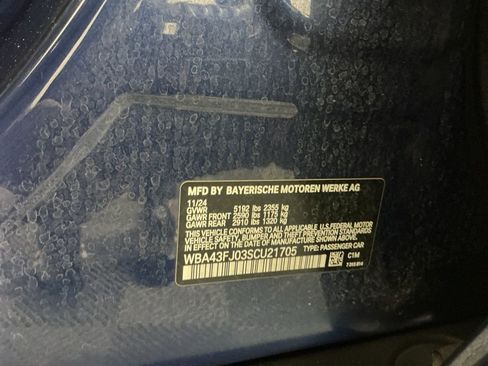 MFD BY BAYERISCHE MOTOREN WERKE AG
11/24
GVWR 5192 lbs 2355 kg
GAWR FRONT 2590 lbs 1175 kg
GAWR REAR 2910 lbs 1320 kg
THIS VEHICLE CONFORMS TO ALL APPLICABLE U.S. FEDERAL MOTOR
VEHICLE SAFETY, BUMPER, AND THEFT PREVENTION STANDARDS
IN EFFECT ON THE DATE OF MANUFACTURE SHOWN ABOVE.
WBA43FJ03SCU21705 TYPE: PASSENGER CAR
C1M